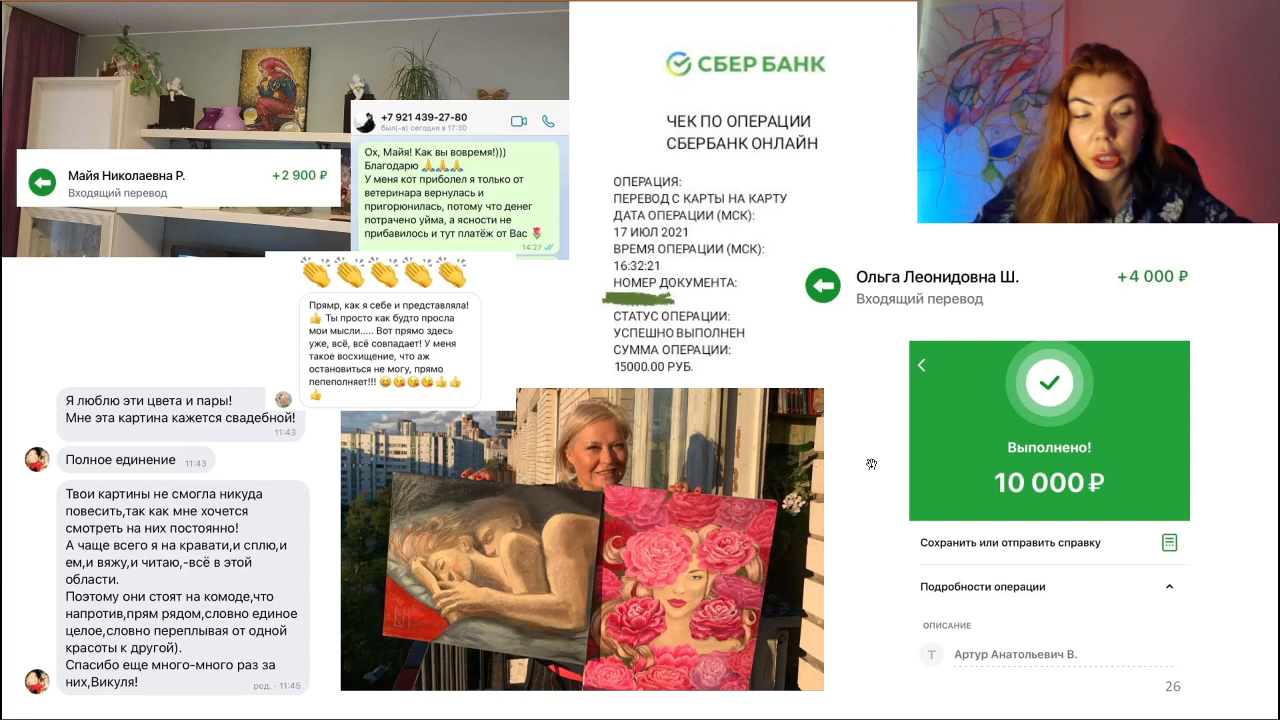 Майя Николаевна Р.
+2 900 ₽
Входящий перевод
+7 921 439-27-80
был(-а) сегодня в 17:30
Ох, Майя! Как вы вовремя!)))
Благодарю 🙏🙏🙏
У меня кот приболел я только от
ветеринара вернулась и
пригорюнилась, потому что денег
потрачено уйма, а ясности не
прибавилось и тут платёж от Вас 🌷
14:27
👏👏👏👏👏
Прямр, как я себе и представляла!
👍 Ты просто как будто просла
мои мысли..... Вот прямо здесь
уже, всё, всё совпадает! У меня
такое восхищение, что аж
остановиться не могу, прямо
пепеполняет!!! 😄😘😘😘👍👍
👍
Я люблю эти цвета и пары!
Мне эта картина кажется свадебной!
11:43
Полное единение
11:43
Твои картины не смогла никуда
повесить,так как мне хочется
смотреть на них постоянно!
А чаще всего я на кравати,и сплю,и
ем,и вяжу,и читаю,-всё в этой
области.
Поэтому они стоят на комоде,что
напротив,прям рядом,словно единое
целое,словно переплывая от одной
красоты к другой).
Спасибо еще много-много раз за
них,Викуля!
ред. · 11:45
СБЕР БАНК
ЧЕК ПО ОПЕРАЦИИ
СБЕРБАНК ОНЛАЙН
ОПЕРАЦИЯ:
ПЕРЕВОД С КАРТЫ НА КАРТУ
ДАТА ОПЕРАЦИИ (МСК):
17 ИЮЛ 2021
ВРЕМЯ ОПЕРАЦИИ (МСК):
16:32:21
НОМЕР ДОКУМЕНТА:
СТАТУС ОПЕРАЦИИ:
УСПЕШНО ВЫПОЛНЕН
СУММА ОПЕРАЦИИ:
15000.00 РУБ.
Ольга Леонидовна Ш.
+4 000 ₽
Входящий перевод
Выполнено!
10 000 ₽
Сохранить или отправить справку
Подробности операции
ОПИСАНИЕ
Т
Артур Анатольевич В.
26